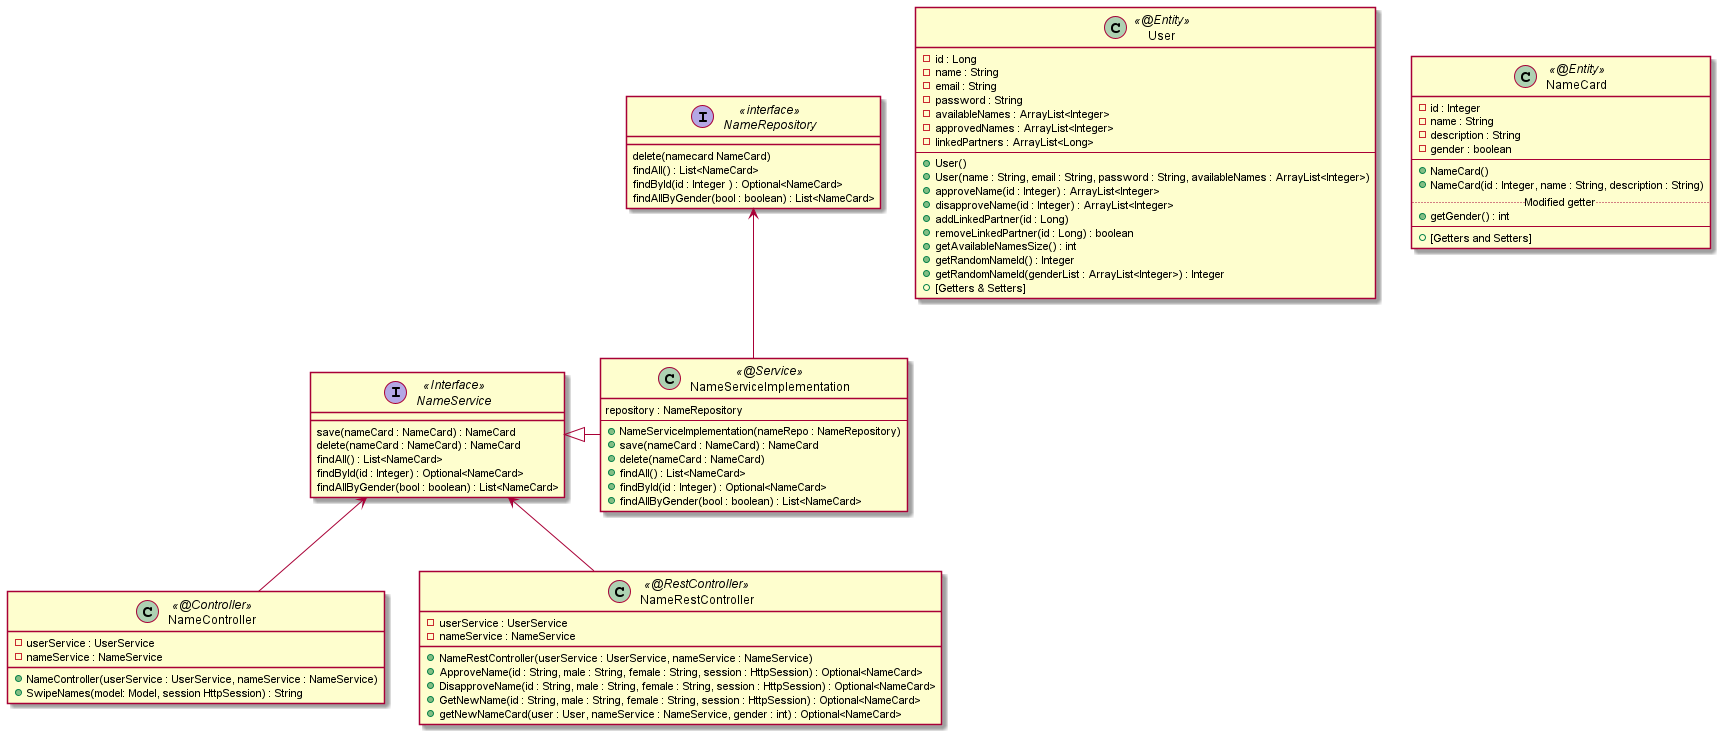 C «@Entity»
User
id : Long
name : String
email : String
password : String
availableNames : ArrayList<Integer>
approvedNames : ArrayList<Integer>
linkedPartners : ArrayList<Long>
User()
User(name : String, email : String, password : String, availableNames : ArrayList<Integer>)
approveName(id : Integer) : ArrayList<Integer>
disapproveName(id : Integer) : ArrayList<Integer>
addLinkedPartner(id : Long)
removeLinkedPartner(id : Long) : boolean
getAvailableNamesSize() : int
getRandomNameId() : Integer
getRandomNameId(genderList : ArrayList<Integer>) : Integer
[Getters & Setters]
C «@Entity»
NameCard
id : Integer
name : String
description : String
gender : boolean
NameCard()
NameCard(id : Integer, name : String, description : String)
Modified getter
getGender() : int
[Getters and Setters]
I «interface»
NameRepository
delete(namecard NameCard)
findAll() : List<NameCard>
findById(id : Integer ) : Optional<NameCard>
findAllByGender(bool : boolean) : List<NameCard>
I «Interface»
NameService
save(nameCard : NameCard) : NameCard
delete(nameCard : NameCard) : NameCard
findAll() : List<NameCard>
findById(id : Integer) : Optional<NameCard>
findAllByGender(bool : boolean) : List<NameCard>
C «@Service»
NameServiceImplementation
repository : NameRepository
NameServiceImplementation(nameRepo : NameRepository)
save(nameCard : NameCard) : NameCard
delete(nameCard : NameCard)
findAll() : List<NameCard>
findById(id : Integer) : Optional<NameCard>
findAllByGender(bool : boolean) : List<NameCard>
C «@Controller»
NameController
userService : UserService
nameService : NameService
NameController(userService : UserService, nameService : NameService)
SwipeNames(model: Model, session HttpSession) : String
C «@RestController»
NameRestController
userService : UserService
nameService : NameService
NameRestController(userService : UserService, nameService : NameService)
ApproveName(id : String, male : String, female : String, session : HttpSession) : Optional<NameCard>
DisapproveName(id : String, male : String, female : String, session : HttpSession) : Optional<NameCard>
GetNewName(id : String, male : String, female : String, session : HttpSession) : Optional<NameCard>
getNewNameCard(user : User, nameService : NameService, gender : int) : Optional<NameCard>